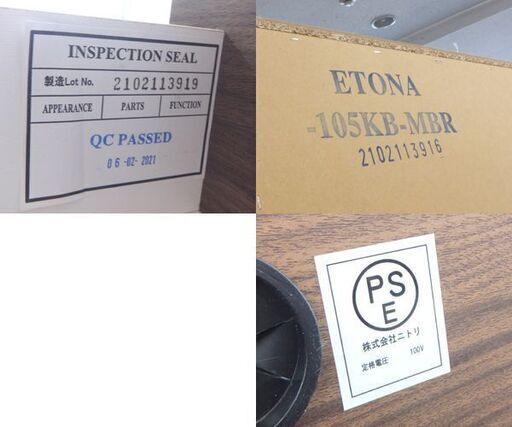 INSPECTION SEAL
製造Lot No. 2102113919
APPEARANCE PARTS FUNCTION
QC PASSED
06-02-2021
ETONA
-105KB-MBR
2102113916
PS
E
株式会社ニトリ
定格電圧: 100V